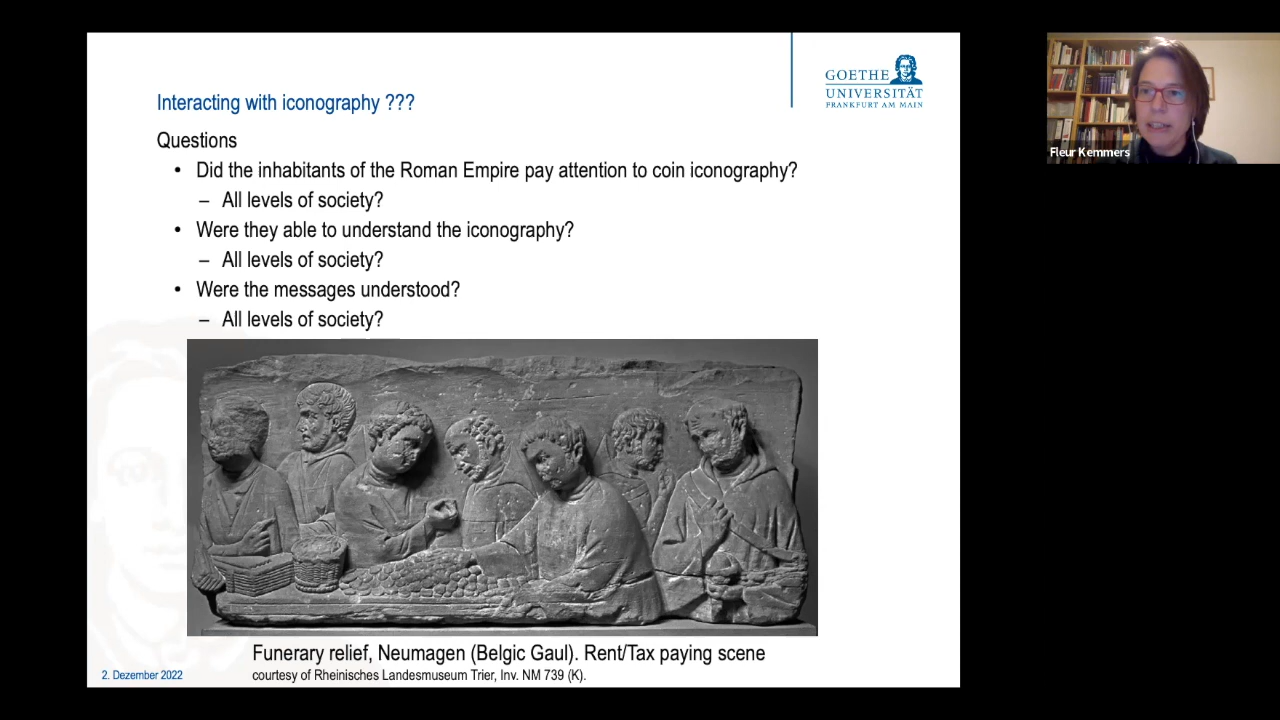 Interacting with iconography ???
GOETHE
UNIVERSITÄT
FRANKFURT AM MAIN
Questions
• Did the inhabitants of the Roman Empire pay attention to coin iconography?
– All levels of society?
• Were they able to understand the iconography?
– All levels of society?
• Were the messages understood?
– All levels of society?
Funerary relief, Neumagen (Belgic Gaul). Rent/Tax paying scene
2. Dezember 2022
courtesy of Rheinisches Landesmuseum Trier, Inv. NM 739 (K).
Fleur Kemmers